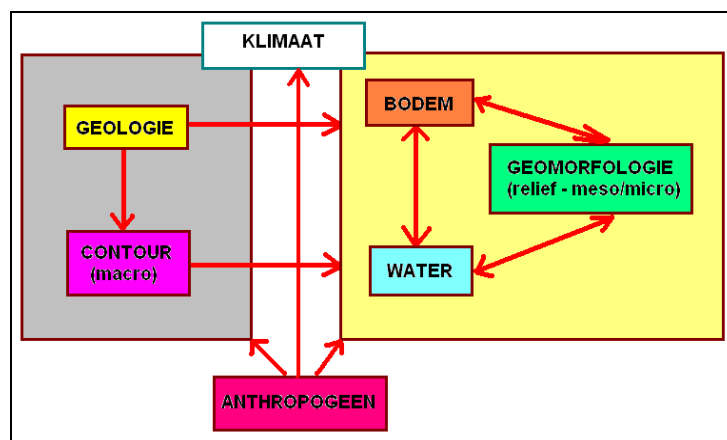 KLIMAAT
GEOLOGIE
CONTOUR
(macro)
BODEM
GEOMORFOLOGIE
(relief - meso/micro)
WATER
ANTHROPOGEEN